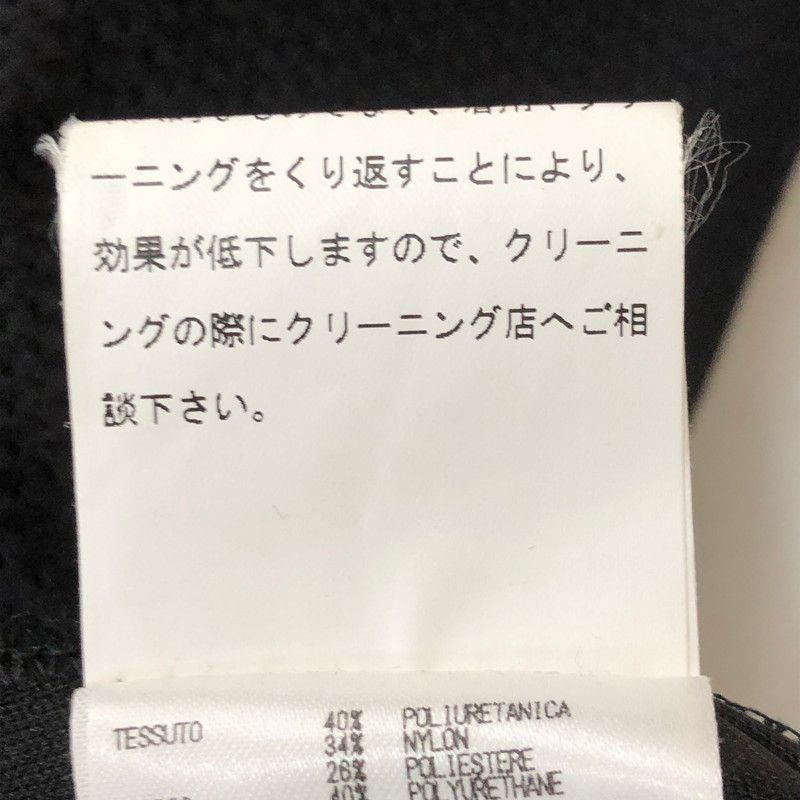 ーニングをくり返すことにより、
効果が低下しますので、クリーニ
ングの際にクリーニング店へご相
談下さい。
TESSUTO 40% POLIURETANICA
34% NYLON
26% POLIESTERE
40% POLYURETHANE